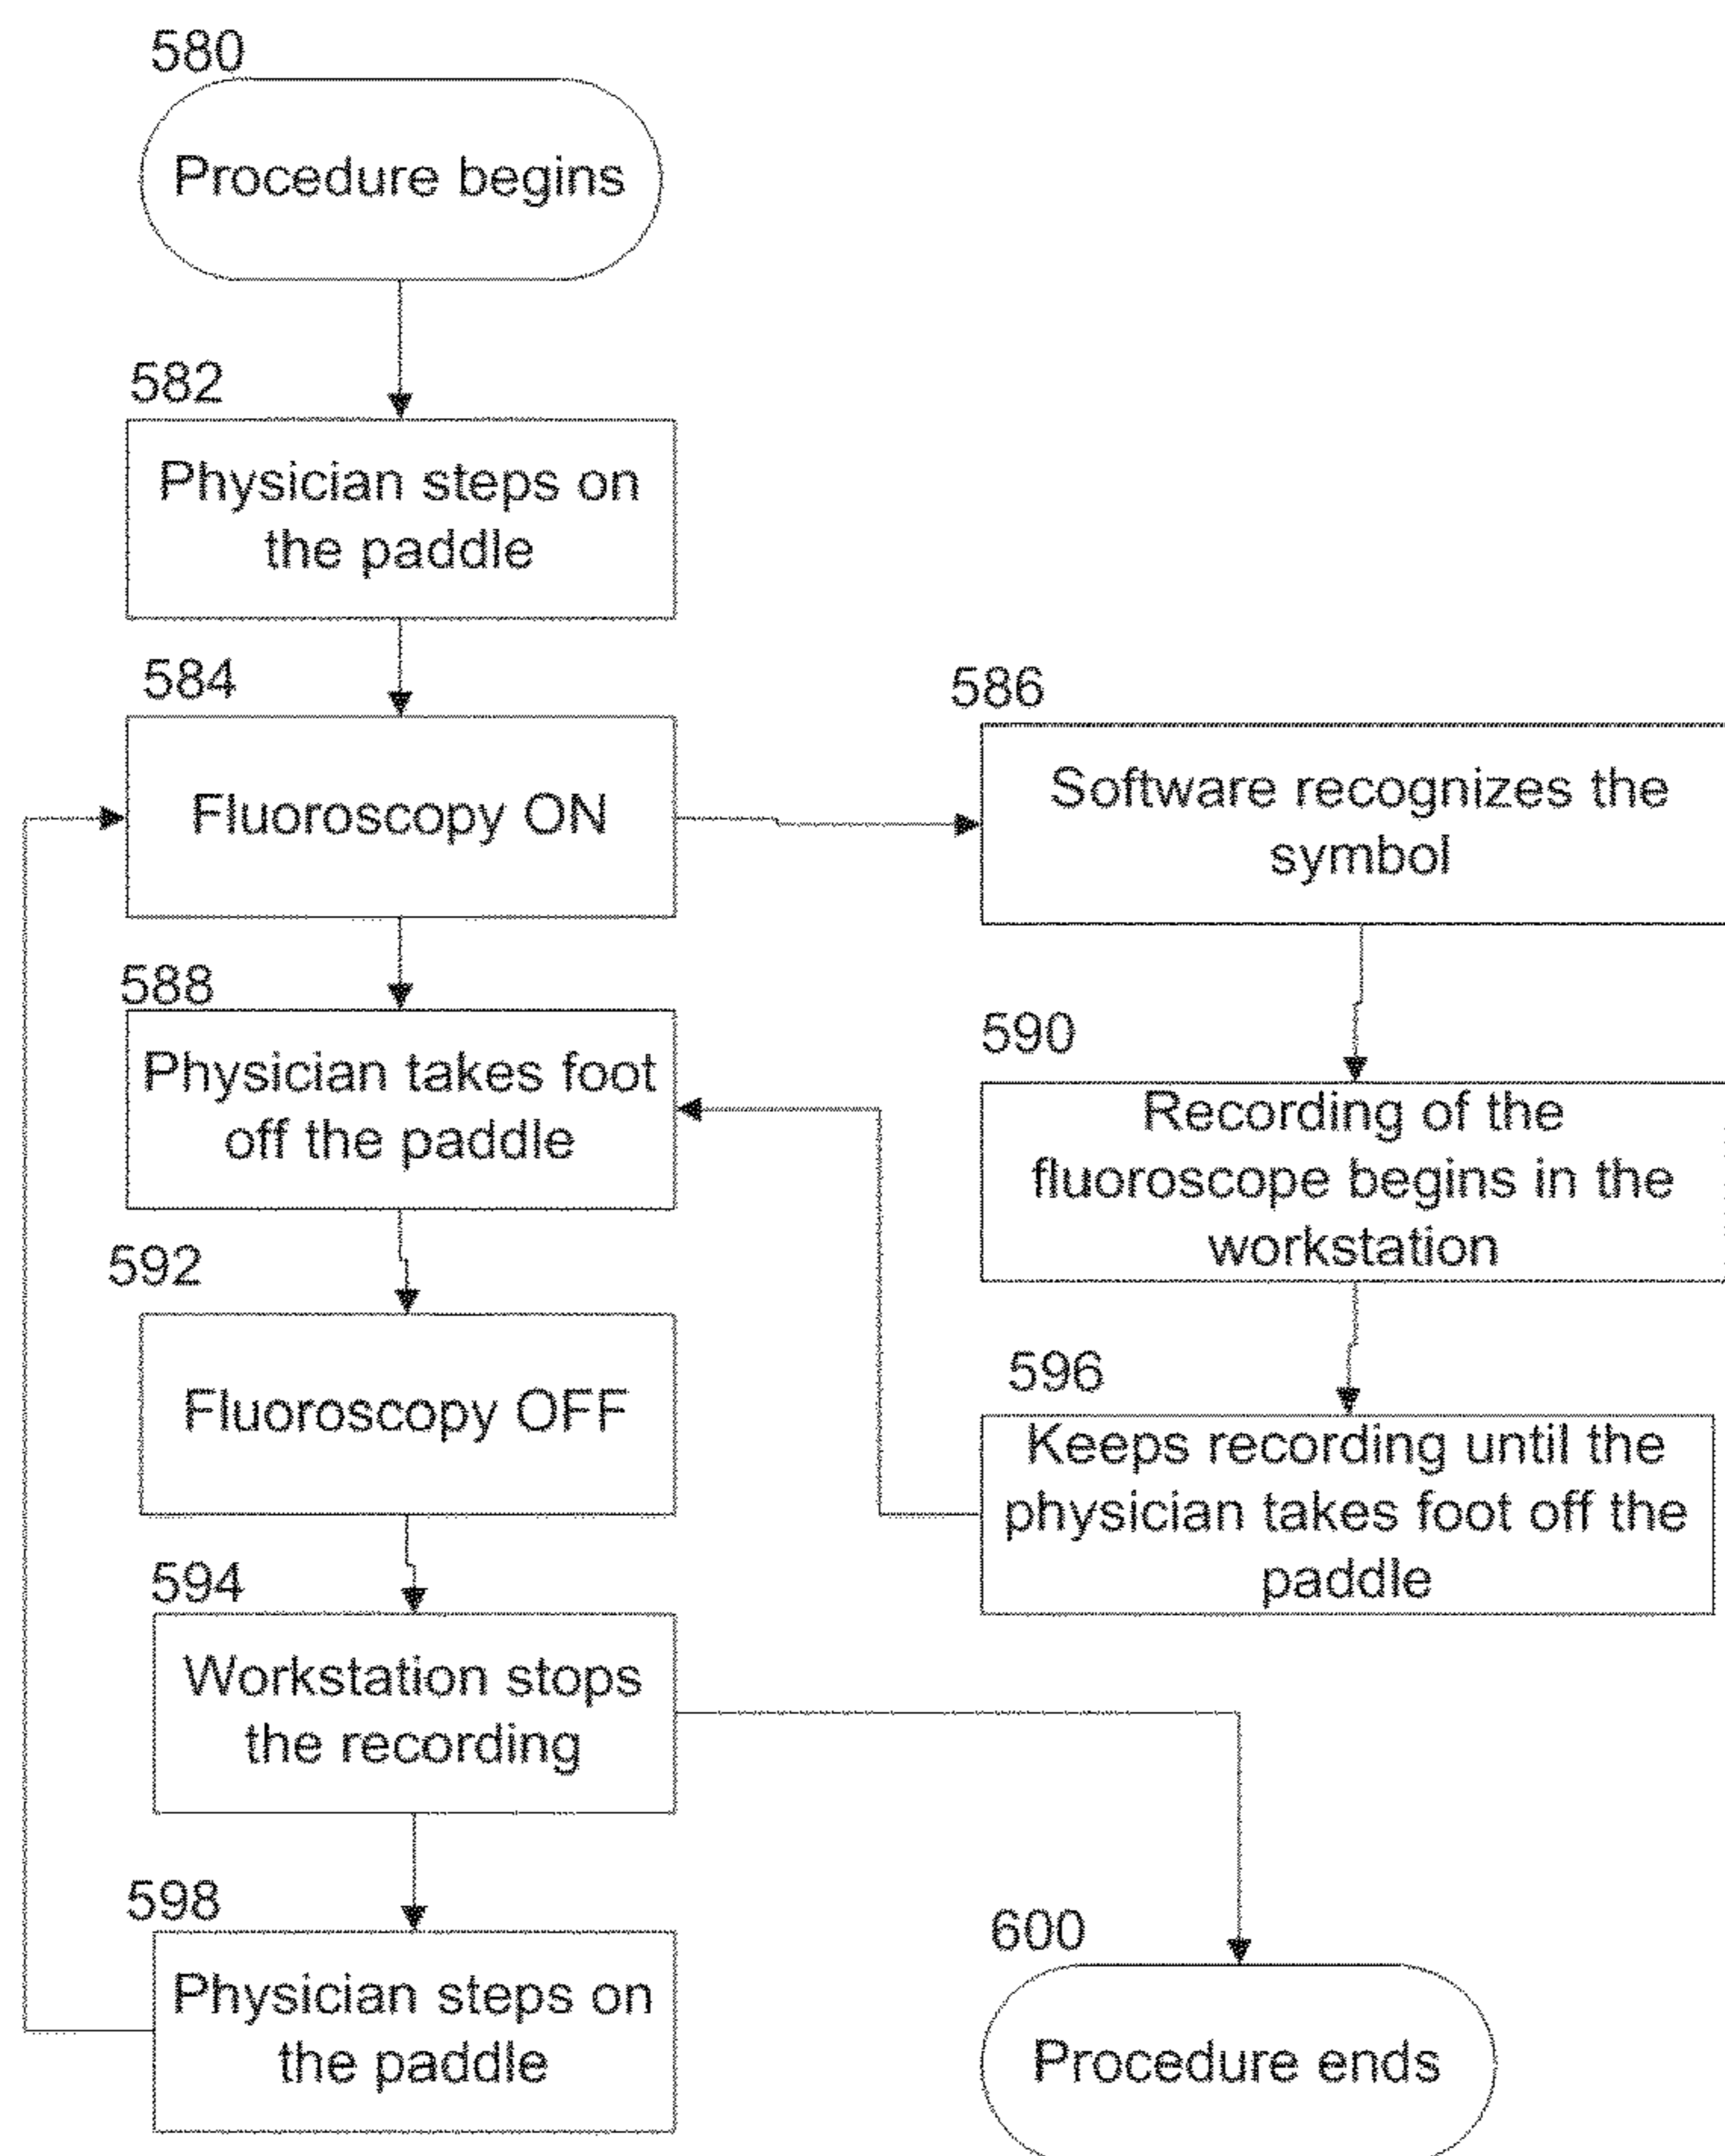 580
Procedure begins
582
Physician steps on
the paddle
584
Fluoroscopy ON
586
Software recognizes the
symbol
588
Physician takes foot
off the paddle
590
Recording of the
fluoroscope begins in the
workstation
592
Fluoroscopy OFF
596
Keeps recording until the
physician takes foot off the
paddle
594
Workstation stops
the recording
598
Physician steps on
the paddle
600
Procedure ends